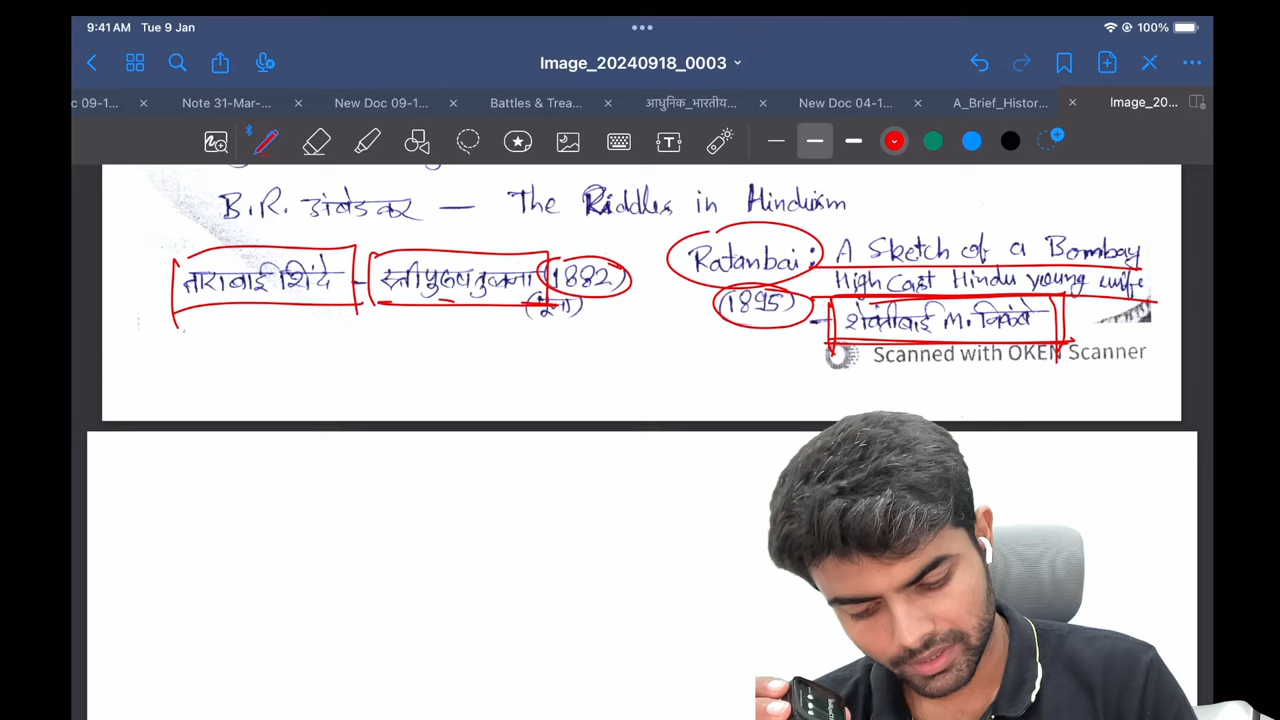 9:41 AM Tue 9 Jan
100%
Image_20240918_0003
c 09-1...
Note 31-Mar-...
New Doc 09-1...
Battles & Trea...
आधुनिक_भारतीय...
New Doc 04-1...
A_Brief_Histor...
Image_20...
B.R. अंबेडकर — The Riddles in Hinduism
ताराबाई शिंदे - स्त्रीपुरुष तुलना (1882)
(पूना)
Ratanbai : A Sketch of a Bombay
High Cast Hindu young wife
(1895)
- शेवंतीबाई M. निकंबे
Scanned with OKEN Scanner